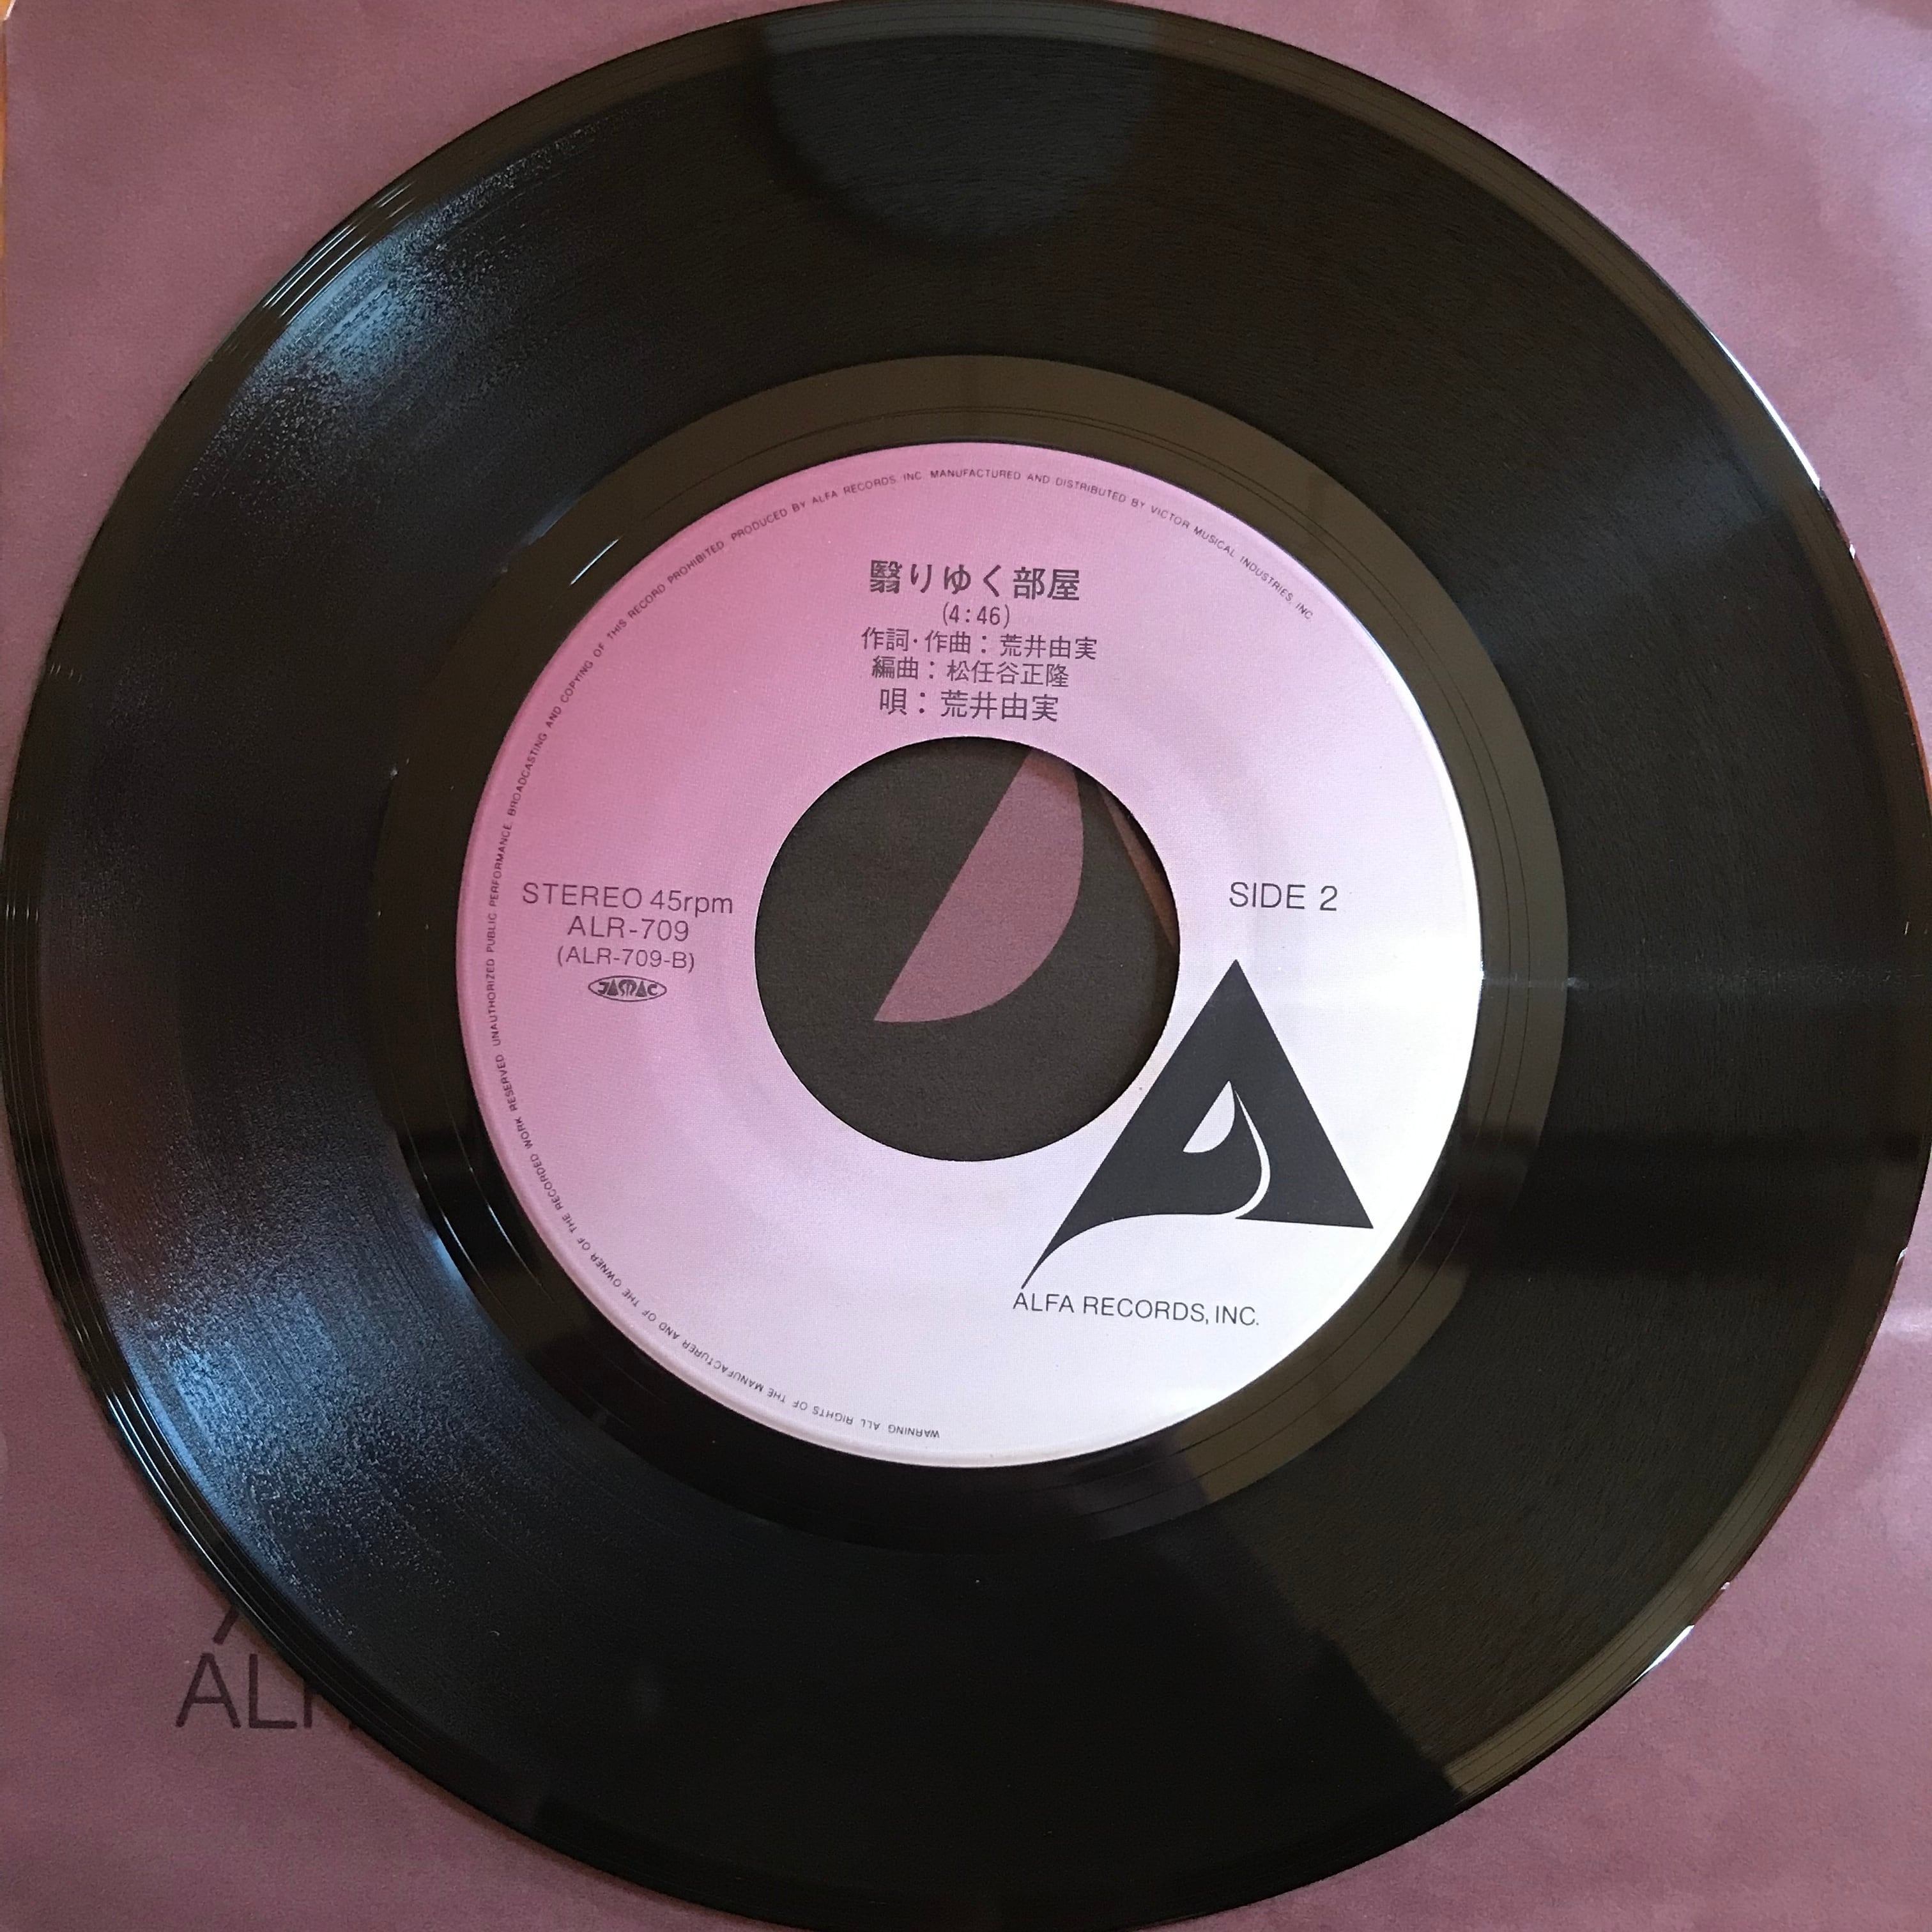 WARNING ALL RIGHTS OF THE MANUFACTURER AND OF THE OWNER OF THE RECORDED WORK RESERVED UNAUTHORIZED PUBLIC PERFORMANCE BROADCASTING AND COPYING OF THIS RECORD PROHIBITED PRODUCED BY ALFA RECORDS, INC. MANUFACTURED AND DISTRIBUTED BY VICTOR MUSICAL INDUSTRIES, INC.
翳りゆく部屋
(4:46)
作詞・作曲：荒井由実
編曲：松任谷正隆
唄：荒井由実
STEREO 45rpm
ALR-709
(ALR-709-B)
JASRAC
SIDE 2
ALFA RECORDS, INC.